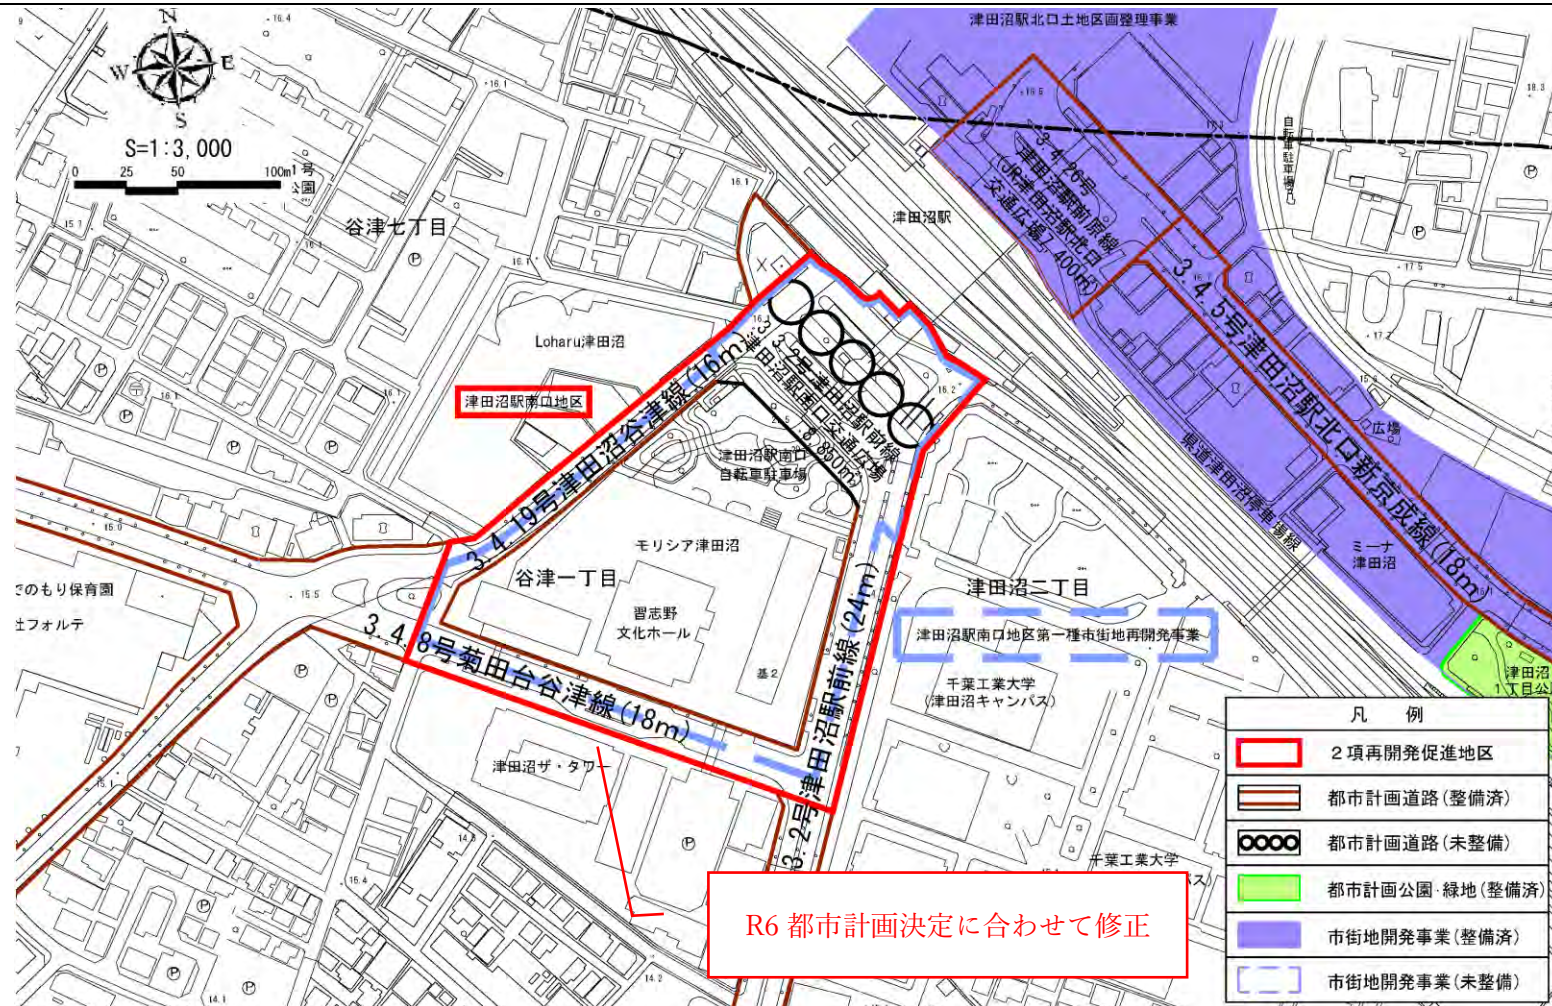 津田沼駅北口土地区画整理事業
N
W
E
S
S=1:3,000
0 25 50 100m
1号
公園
谷津七丁目
津田沼駅
自転車駐車場
3・4・26号
津田沼駅前原線
(JR津田沼駅北口
交通広場7,400㎡)
3.4.5号津田沼駅北口新京成線(18m)
Loharu津田沼
津田沼駅南口地区
3.4.19号津田沼谷津線(16m)
3・3・2号津田沼駅前線
津田沼駅南口交通広場
8,850㎡)
広場
県道津田沼停車場線
津田沼駅南口
自転車駐車場
モリシア津田沼
ミーナ
津田沼
谷津一丁目
津田沼二丁目
習志野
文化ホール
津田沼駅南口地区第一種市街地再開発事業
でのもり保育園
社フォルテ
3.4.8号菊田台谷津線(18m)
基2
3・2号津田沼駅前線(24m)
千葉工業大学
(津田沼キャンパス)
津田沼
1丁目公
津田沼ザ・タワー
千葉工業大学
パス)
R6 都市計画決定に合わせて修正
凡 例
2項再開発促進地区
都市計画道路(整備済)
都市計画道路(未整備)
都市計画公園・緑地(整備済)
市街地開発事業(整備済)
市街地開発事業(未整備)